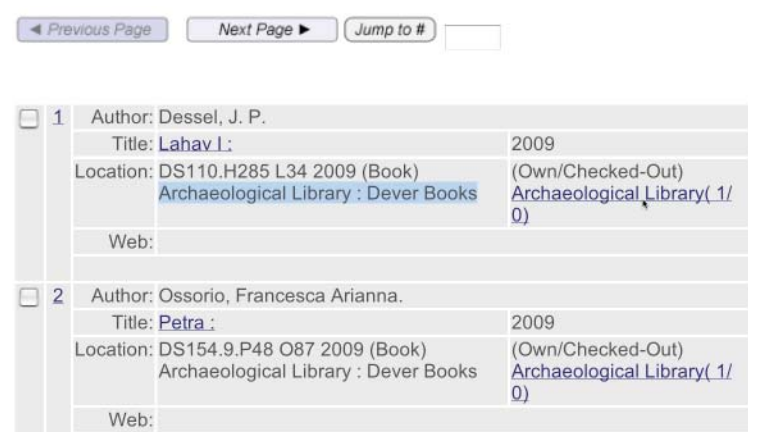 ◄ Previous Page Next Page ► Jump to #
1 Author: Dessel, J. P.
Title: Lahav I : 2009
Location: DS110.H285 L34 2009 (Book) (Own/Checked-Out)
Archaeological Library : Dever Books Archaeological Library( 1/
0)
Web:
2 Author: Ossorio, Francesca Arianna.
Title: Petra : 2009
Location: DS154.9.P48 O87 2009 (Book) (Own/Checked-Out)
Archaeological Library : Dever Books Archaeological Library( 1/
0)
Web: